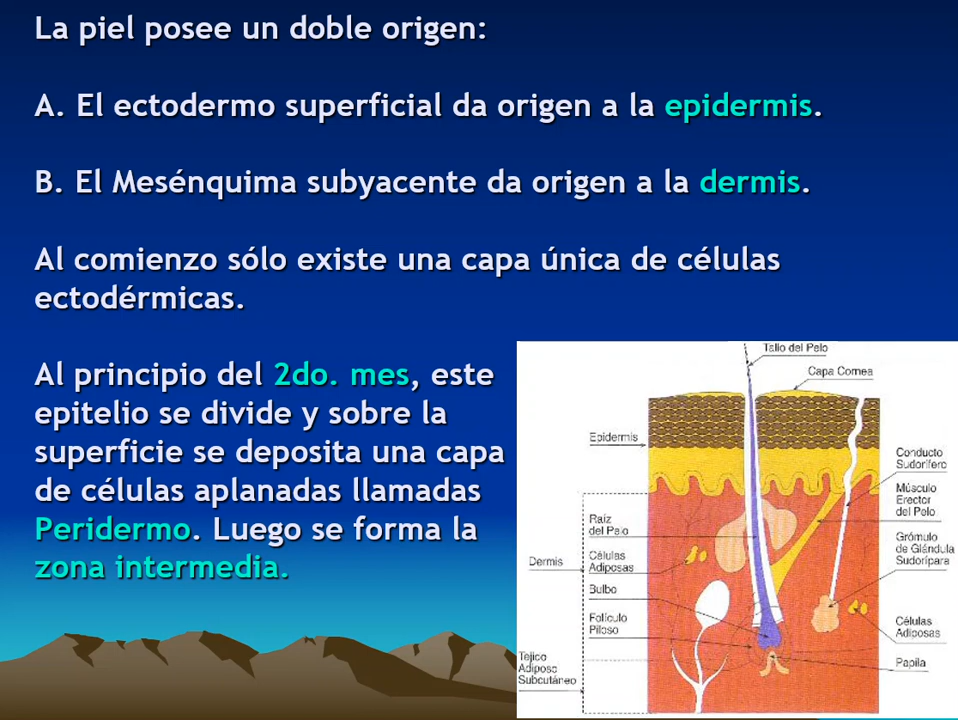 La piel posee un doble origen:
A. El ectodermo superficial da origen a la epidermis.
B. El Mesénquima subyacente da origen a la dermis.
Al comienzo sólo existe una capa única de células
ectodérmicas.
Al principio del 2do. mes, este
epitelio se divide y sobre la
superficie se deposita una capa
de células aplanadas llamadas
Peridermo. Luego se forma la
zona intermedia.
Tallo del Pelo
Capa Cornea
Epidermis
Conducto
Sudorífero
Músculo
Erector
del Pelo
Raíz
del Palo
Grómulo
de Glándula
Sudorípara
Dermis
Células
Adiposas
Bulbo
Folículo
Piloso
Células
Adiposas
Tejico
Adiposo
Subcutáneo
Papila